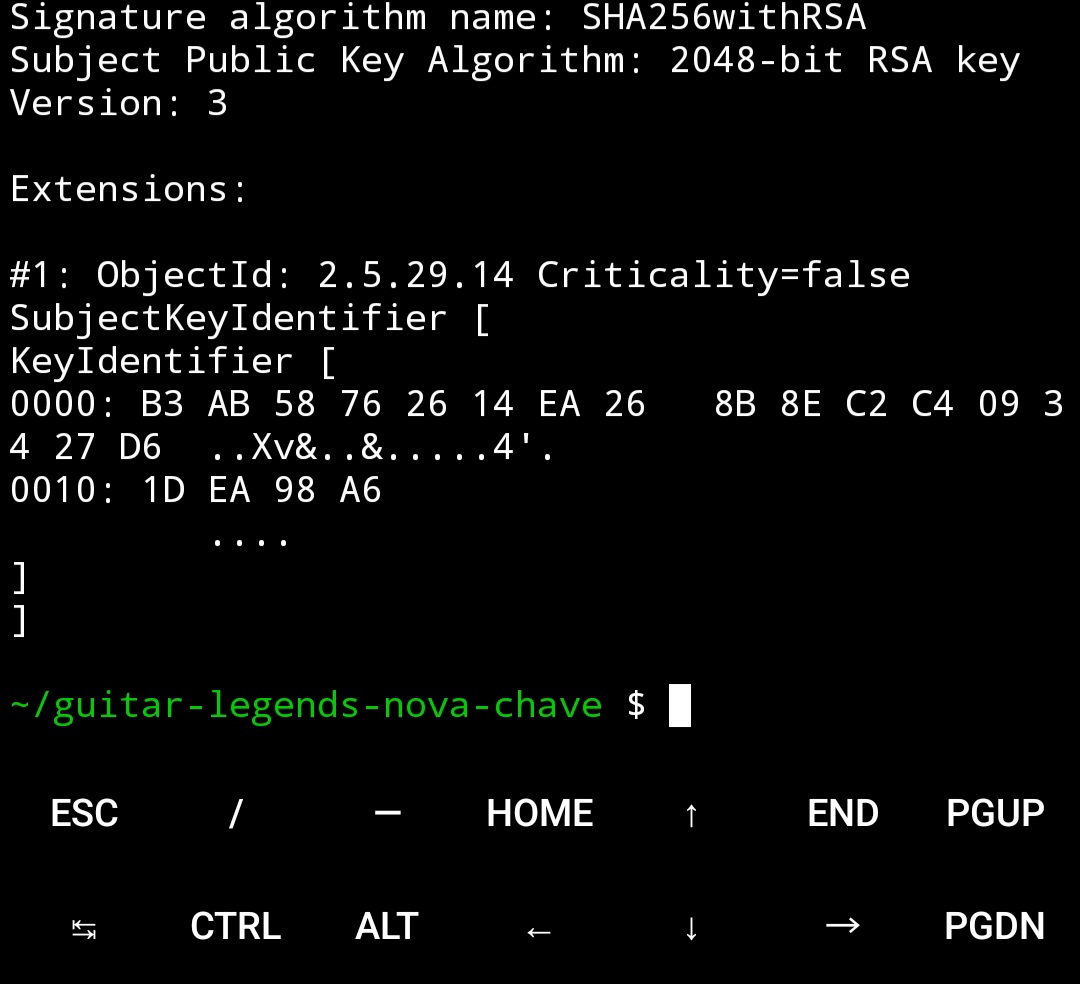 Signature algorithm name: SHA256withRSA
Subject Public Key Algorithm: 2048-bit RSA key
Version: 3
Extensions:
#1: ObjectId: 2.5.29.14 Criticality=false
SubjectKeyIdentifier [
KeyIdentifier [
0000: B3 AB 58 76 26 14 EA 26   8B 8E C2 C4 09 3
4 27 D6  ..Xv&..&.....4'.
0010: 1D EA 98 A6
....
]
]
~/guitar-legends-nova-chave $
ESC / — HOME ↑ END PGUP
↹ CTRL ALT ← ↓ → PGDN